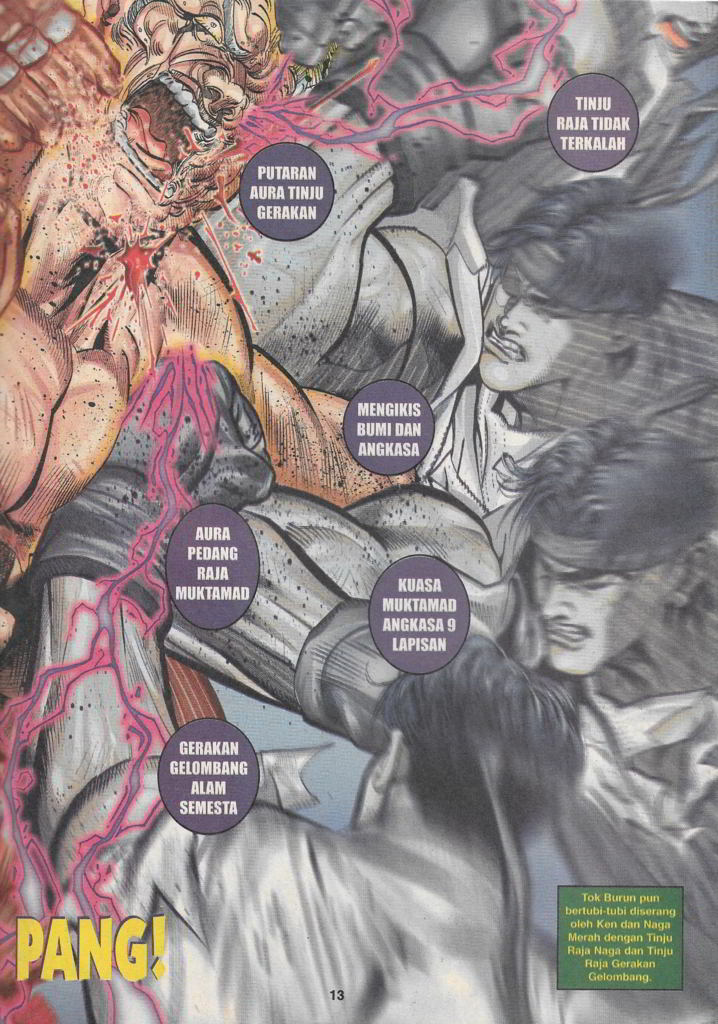 TINJU
RAJA TIDAK
TERKALAH
PUTARAN
AURA TINJU
GERAKAN
MENGIKIS
BUMI DAN
ANGKASA
AURA
PEDANG
RAJA
MUKTAMAD
KUASA
MUKTAMAD
ANGKASA 9
LAPISAN
GERAKAN
GELOMBANG
ALAM
SEMESTA
PANG!
Tok Burun pun
bertubi-tubi diserang
oleh Ken dan Naga
Merah dengan Tinju
Raja Naga dan Tinju
Raja Gerakan
Gelombang.
13